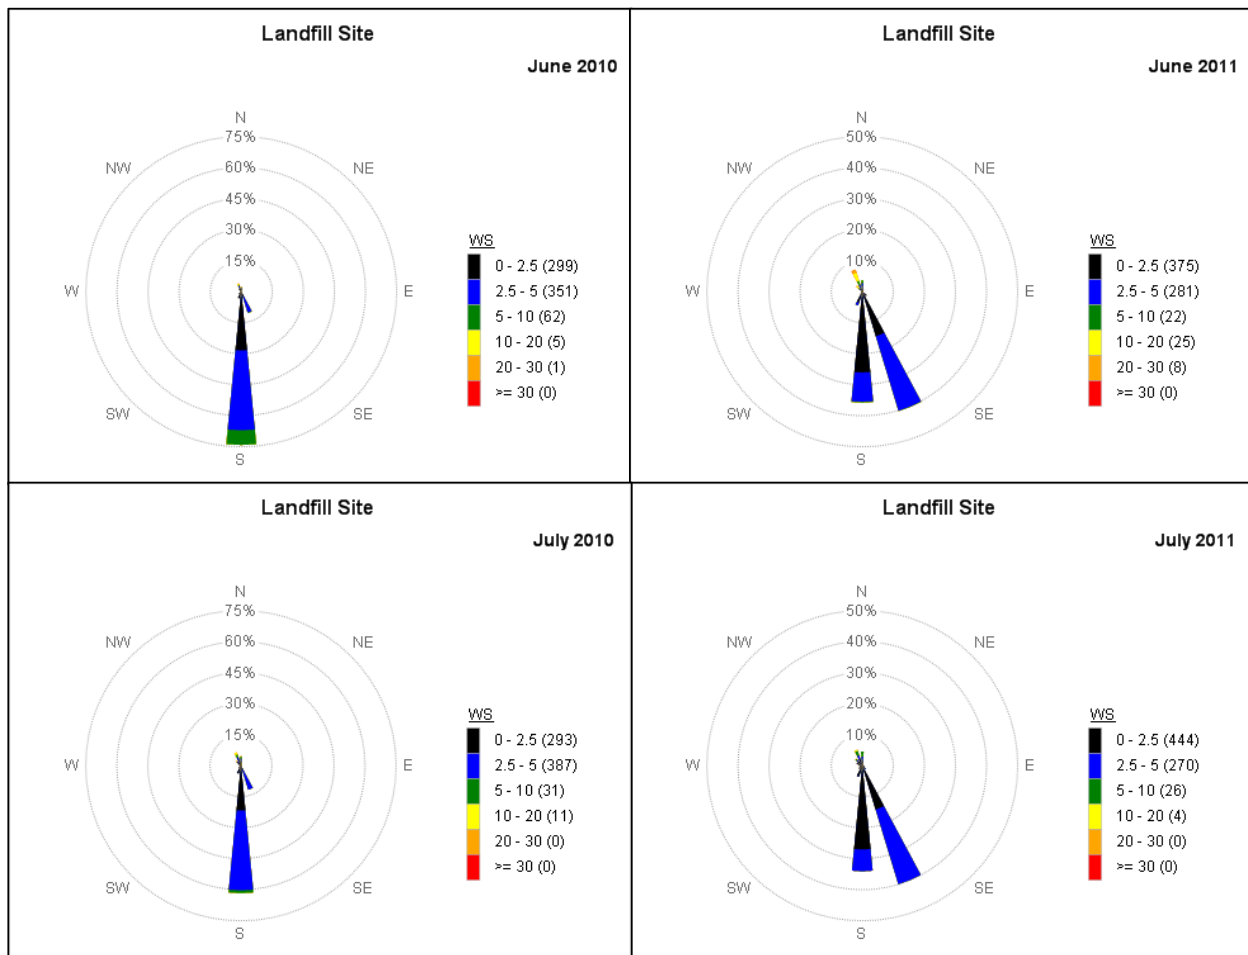 Landfill Site
June 2010
N
75%
NW
60%
NE
45%
30%
15%
W
E
SW
SE
S
WS
0 - 2.5 (299)
2.5 - 5 (351)
5 - 10 (62)
10 - 20 (5)
20 - 30 (1)
>= 30 (0)
Landfill Site
June 2011
N
50%
NW
40%
NE
30%
20%
10%
W
E
SW
SE
S
WS
0 - 2.5 (375)
2.5 - 5 (281)
5 - 10 (22)
10 - 20 (25)
20 - 30 (8)
>= 30 (0)
Landfill Site
July 2010
N
75%
NW
60%
NE
45%
30%
15%
W
E
SW
SE
S
WS
0 - 2.5 (293)
2.5 - 5 (387)
5 - 10 (31)
10 - 20 (11)
20 - 30 (0)
>= 30 (0)
Landfill Site
July 2011
N
50%
NW
40%
NE
30%
20%
10%
W
E
SW
SE
S
WS
0 - 2.5 (444)
2.5 - 5 (270)
5 - 10 (26)
10 - 20 (4)
20 - 30 (0)
>= 30 (0)